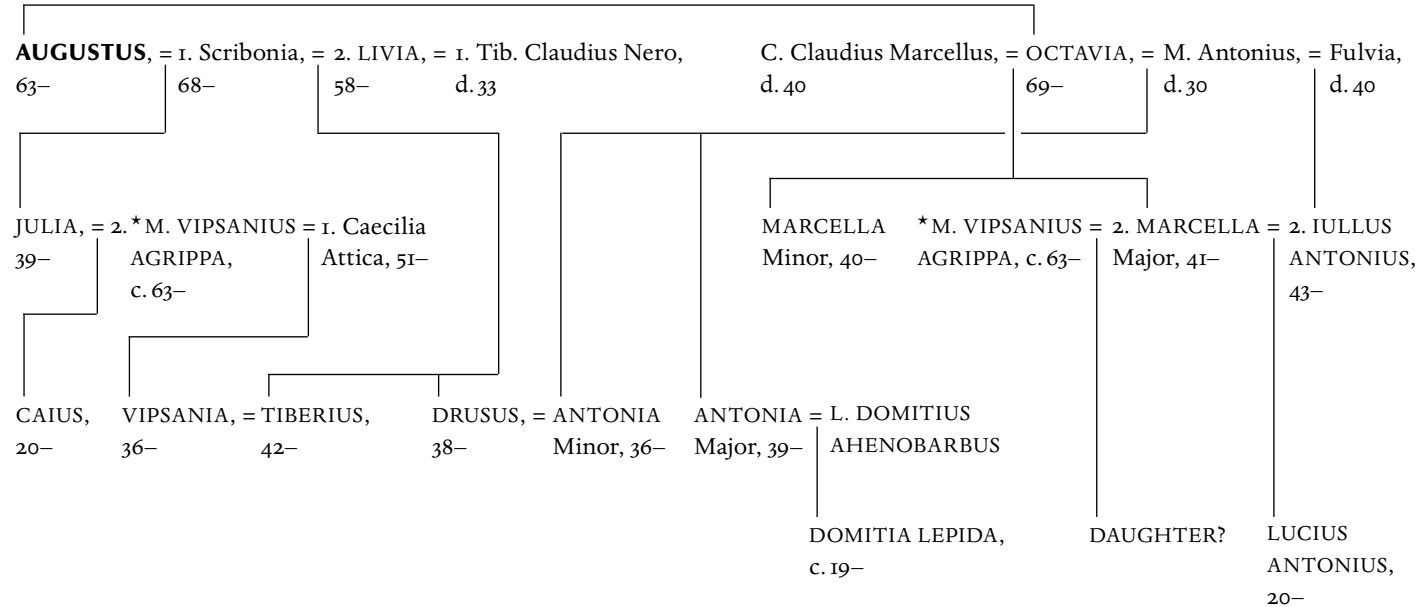 AUGUSTUS, = 1. Scribonia, = 2. LIVIA, = 1. Tib. Claudius Nero, C. Claudius Marcellus, = OCTAVIA, = M. Antonius, = Fulvia,
63– 68– 58– d. 33 d. 40 69– d. 30 d. 40
JULIA, = 2. *M. VIPSANIUS = 1. Caecilia MARCELLA *M. VIPSANIUS = 2. MARCELLA = 2. IULLUS
39– AGRIPPA, Attica, 51– Minor, 40– AGRIPPA, c. 63– Major, 41– ANTONIUS,
c. 63– 43–
CAIUS, VIPSANIA, = TIBERIUS, DRUSUS, = ANTONIA ANTONIA = L. DOMITIUS
20– 36– 42– 38– Minor, 36– Major, 39– AHENOBARBUS
DOMITIA LEPIDA, DAUGHTER? LUCIUS
c. 19– ANTONIUS,
20–